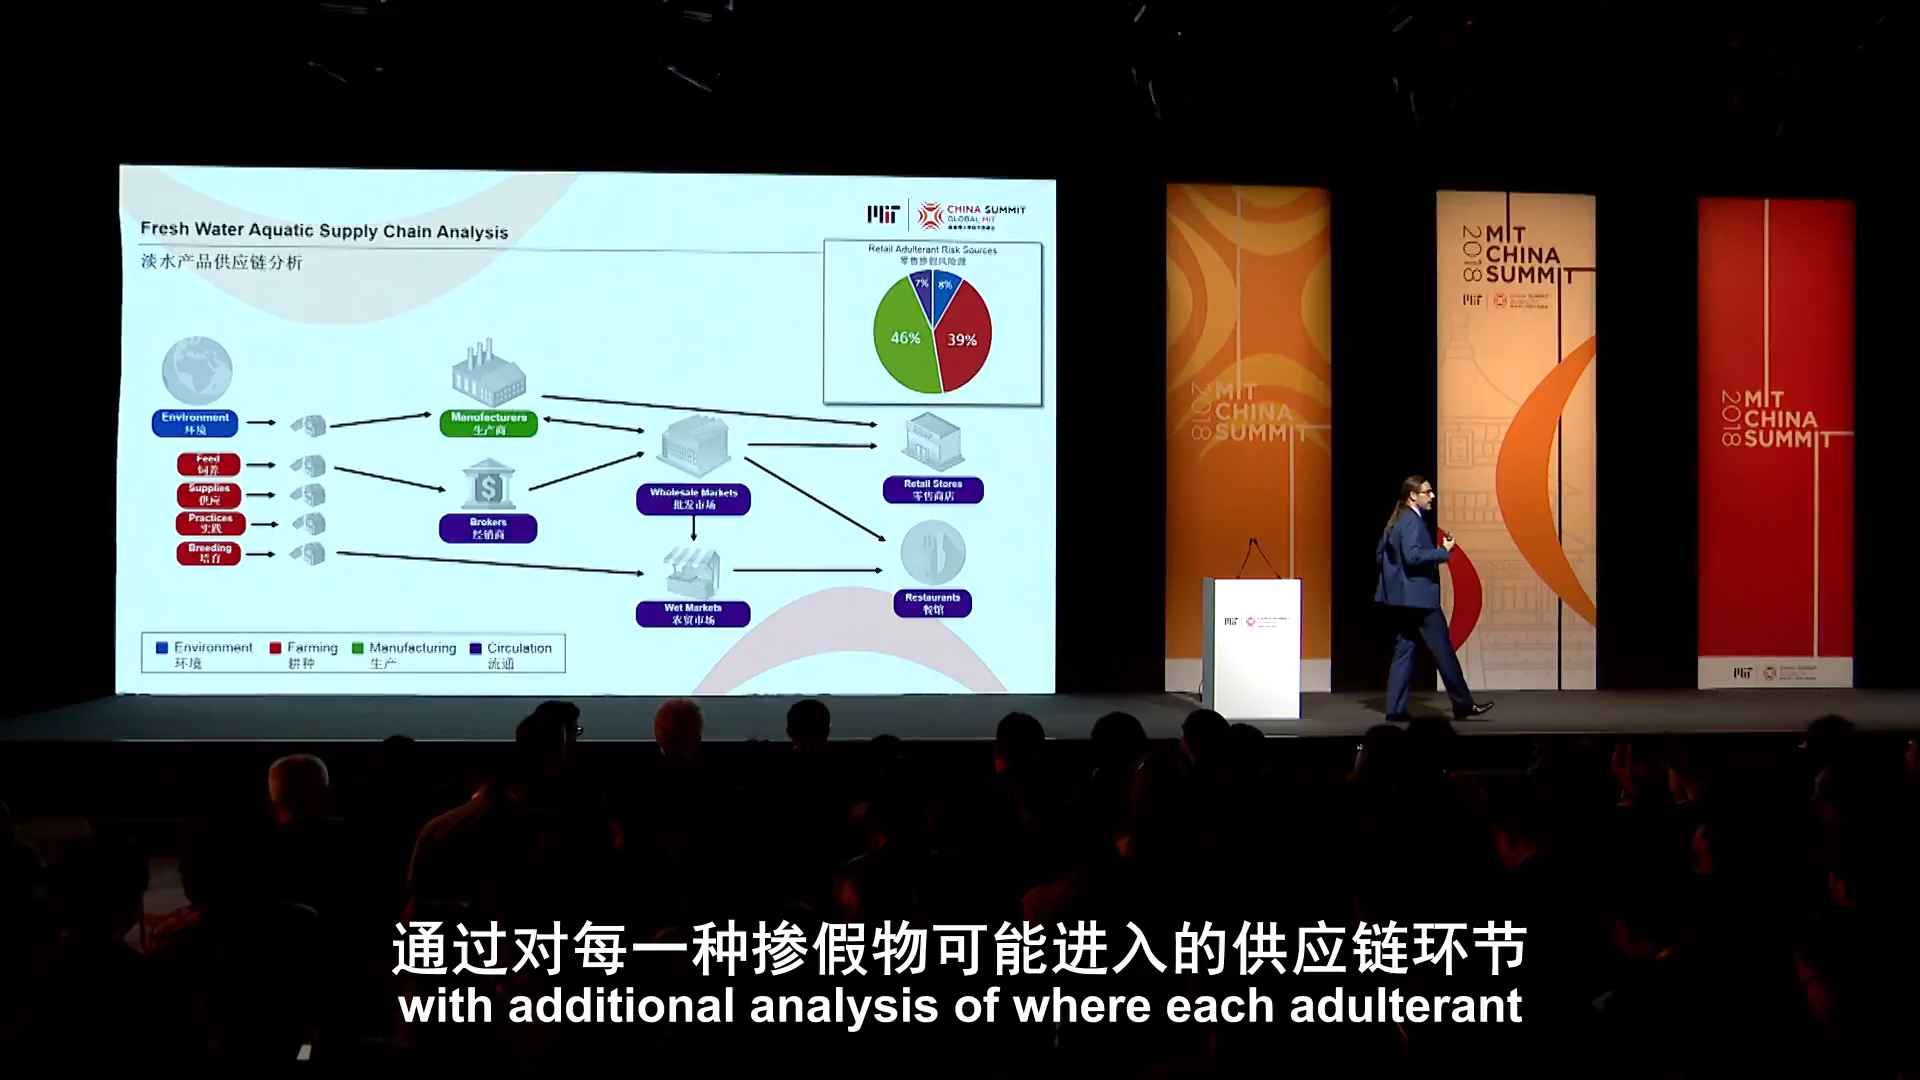 Fresh Water Aquatic Supply Chain Analysis
淡水产品供应链分析
MIT
CHINA SUMMIT
GLOBAL MIT
Retail Adulterant Risk Sources
零售掺假风险源
7%
8%
46%
39%
Environment
环境
Feed
饲养
Supplies
供应
Practices
实践
Breeding
培育
Manufacturers
生产商
Brokers
经销商
Wholesale Markets
批发市场
Wet Markets
农贸市场
Retail Stores
零售商店
Restaurants
餐馆
Environment
环境
Farming
耕种
Manufacturing
生产
Circulation
流通
2018
MIT
CHINA
SUMMIT
2018
MIT
CHINA
SUMMIT
MIT
2018
MIT
CHINA
SUMMIT
MIT
MIT
通过对每一种掺假物可能进入的供应链环节
with additional analysis of where each adulterant